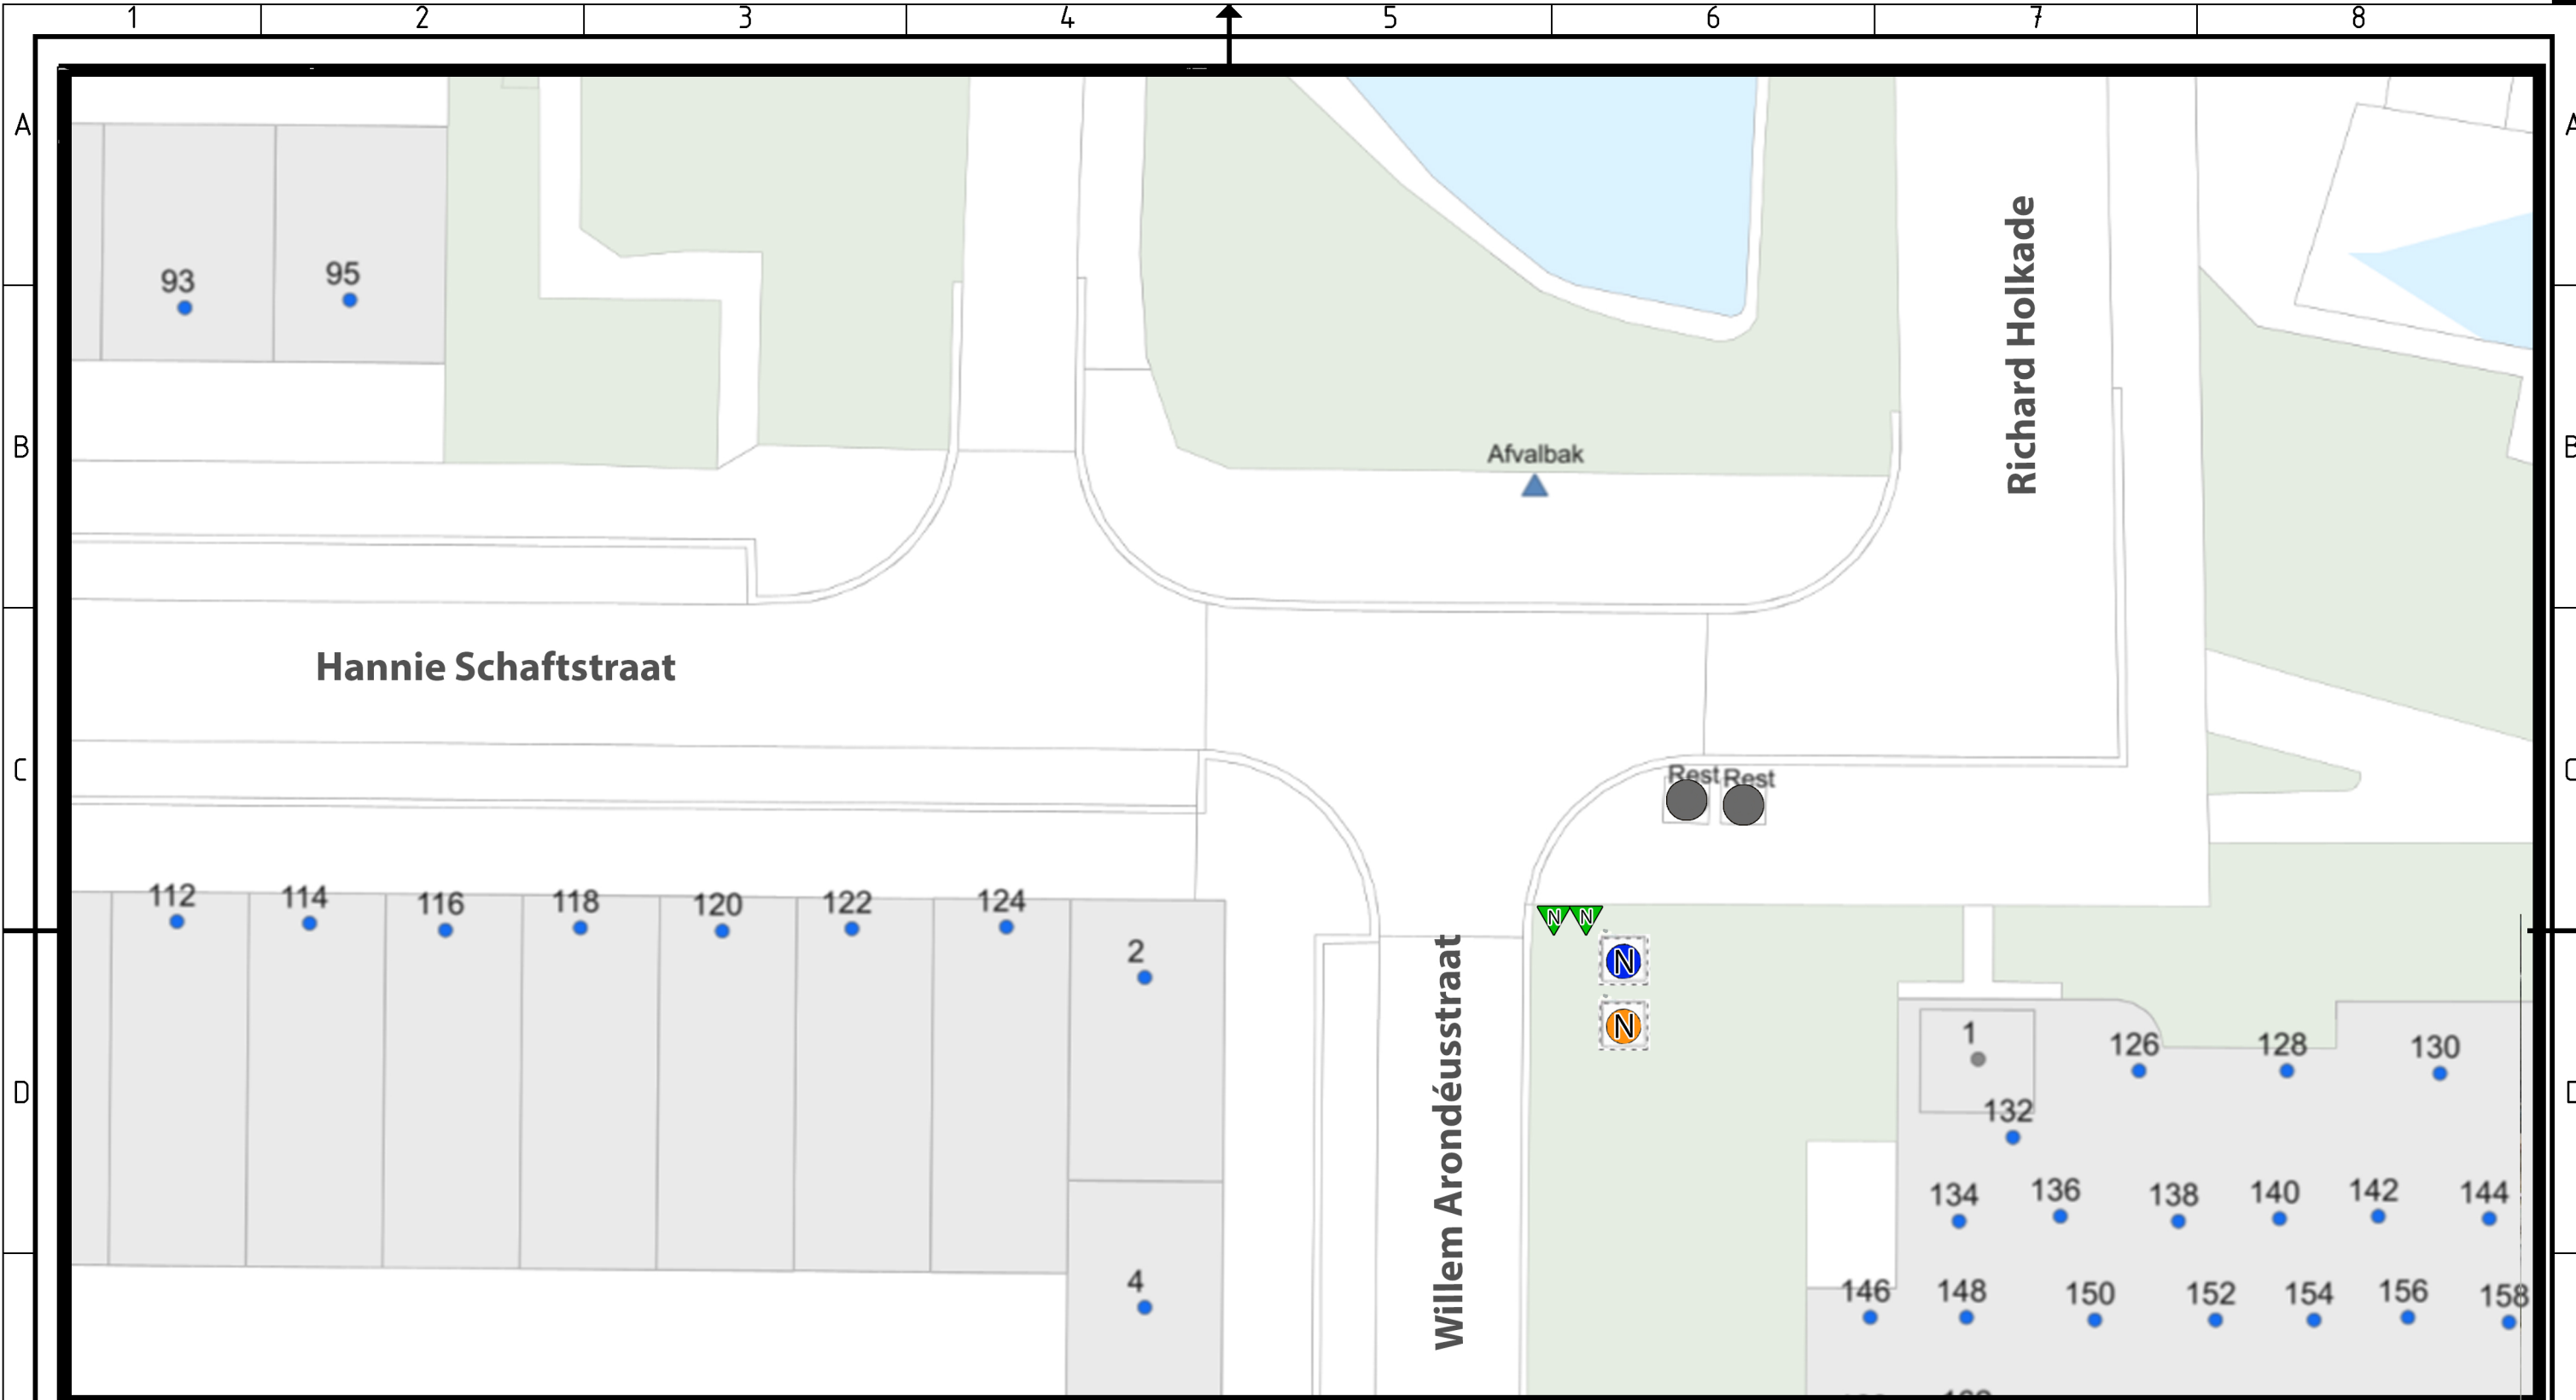 1 2 3 4 5 6 7 8
A A
93 95
Richard Holkade
B B
Afvalbak
Hannie Schaftstraat
C C
Rest Rest
112 114 116 118 120 122 124
N N
2
N
Willem Arondéusstraat
N
1 126 128 130
D D
132
134 136 138 140 142 144
4
146 148 150 152 154 156 158